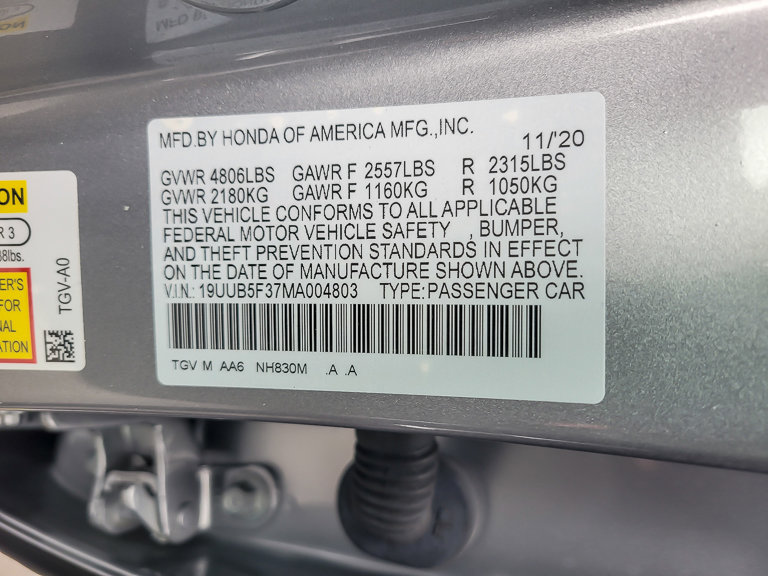 MFD.BY HONDA OF AMERICA MFG.,INC. 11/'20
GVWR 4806LBS GAWR F 2557LBS R 2315LBS
GVWR 2180KG GAWR F 1160KG R 1050KG
THIS VEHICLE CONFORMS TO ALL APPLICABLE
FEDERAL MOTOR VEHICLE SAFETY , BUMPER,
AND THEFT PREVENTION STANDARDS IN EFFECT
ON THE DATE OF MANUFACTURE SHOWN ABOVE.
V.I.N.: 19UUB5F37MA004803 TYPE:PASSENGER CAR
TGV M AA6 NH830M .A .A
ON
R 3
8lbs.
ER'S
FOR
NAL
ATION
TGV-A0